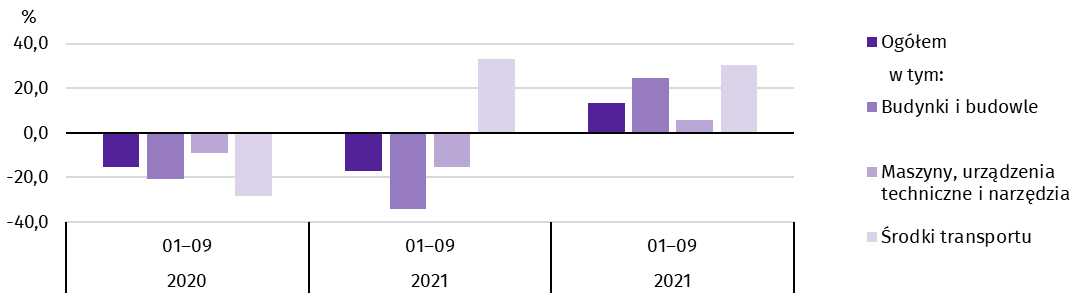 %
40,0
20,0
0,0
-20,0
-40,0
01–09
01–09
01–09
2020
2021
2021
Ogółem
w tym:
Budynki i budowle
Maszyny, urządzenia
techniczne i narzędzia
Środki transportu